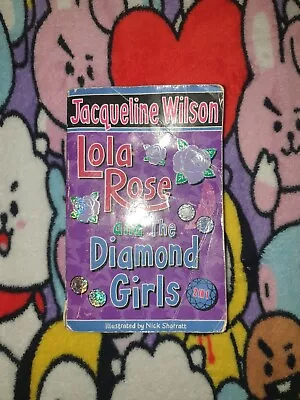 Jacqueline Wilson
Lola
Rose
and The
Diamond
Girls
Illustrated by Nick Sharratt